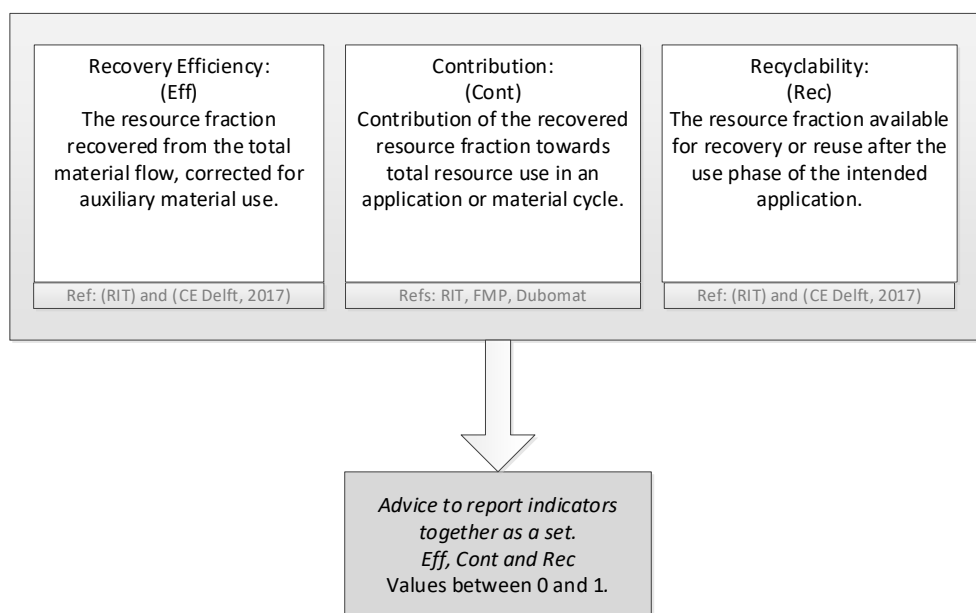 Recovery Efficiency:
(Eff)
The resource fraction
recovered from the total
material flow, corrected for
auxiliary material use.
Ref: (RIT) and (CE Delft, 2017)
Contribution:
(Cont)
Contribution of the recovered
resource fraction towards
total resource use in an
application or material cycle.
Refs: RIT, FMP, Dubomat
Recyclability:
(Rec)
The resource fraction available
for recovery or reuse after the
use phase of the intended
application.
Ref: (RIT) and (CE Delft, 2017)
Advice to report indicators
together as a set.
Eff, Cont and Rec
Values between 0 and 1.